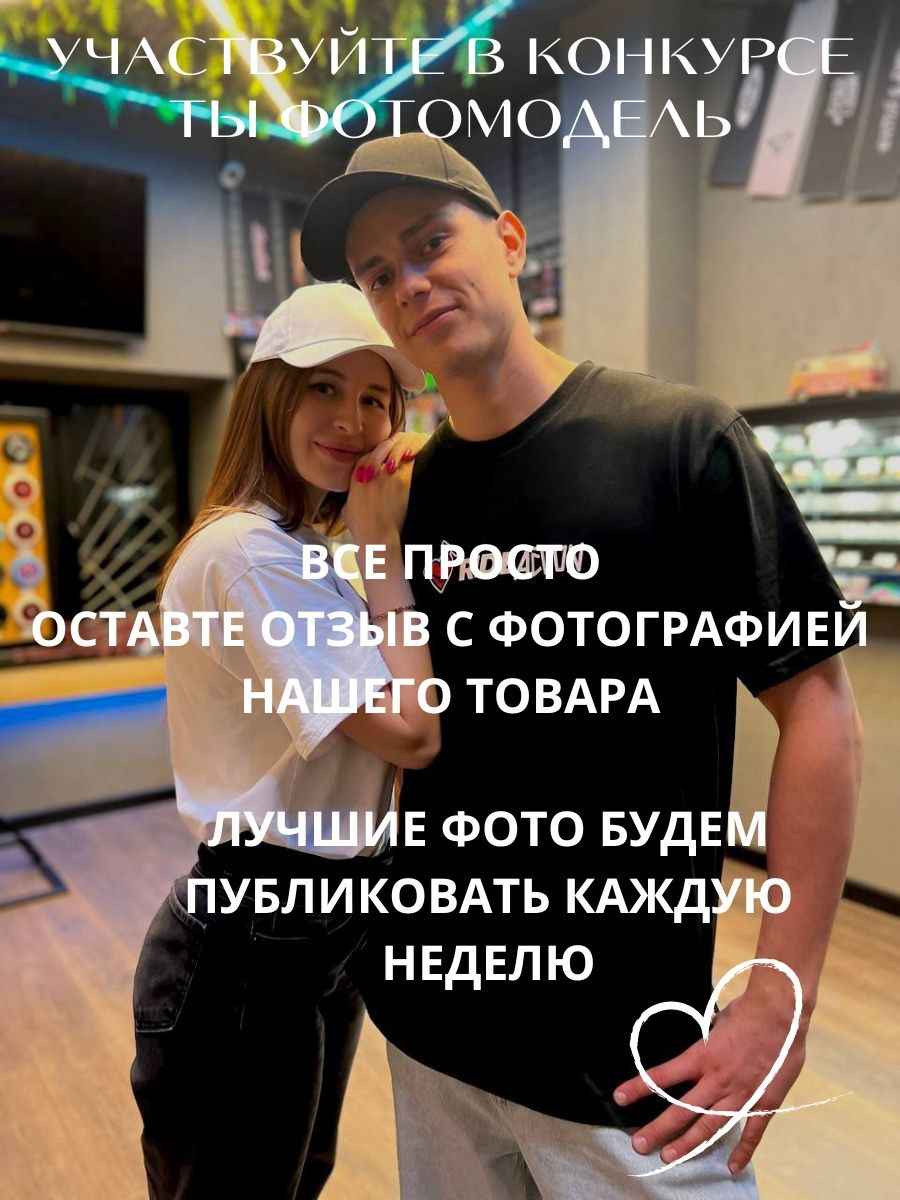 УЧАСТВУЙТЕ В КОНКУРСЕ
ТЫ ФОТОМОДЕЛЬ
ВСЕ ПРОСТО
ОСТАВТЕ ОТЗЫВ С ФОТОГРАФИЕЙ
НАШЕГО ТОВАРА
ЛУЧШИЕ ФОТО БУДЕМ
ПУБЛИКОВАТЬ КАЖДУЮ
НЕДЕЛЮ